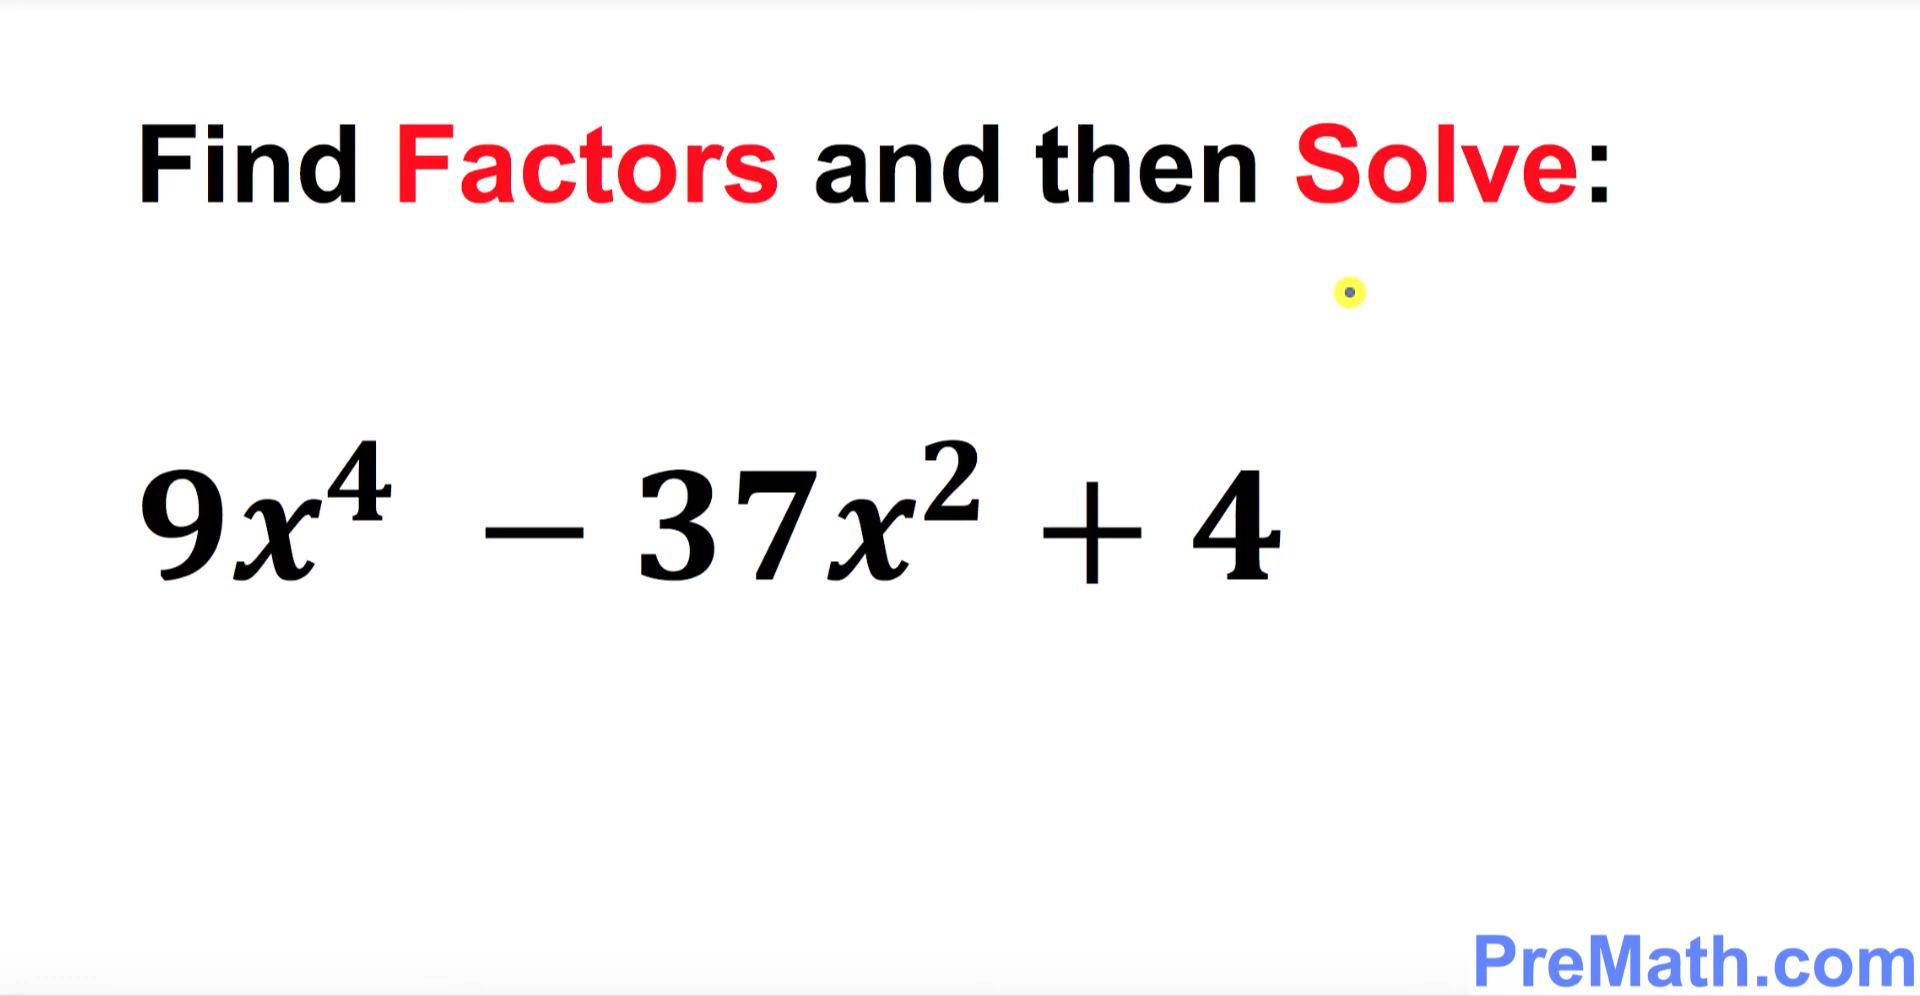 Find Factors and then Solve:
9x⁴ − 37x² + 4
PreMath.com